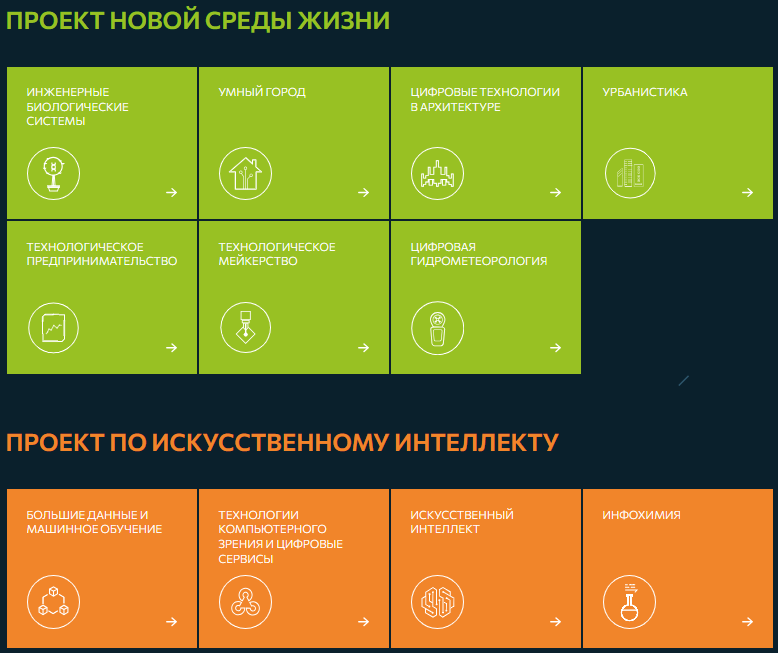 ПРОЕКТ НОВОЙ СРЕДЫ ЖИЗНИ
ИНЖЕНЕРНЫЕ
БИОЛОГИЧЕСКИЕ
СИСТЕМЫ
УМНЫЙ ГОРОД
ЦИФРОВЫЕ ТЕХНОЛОГИИ
В АРХИТЕКТУРЕ
УРБАНИСТИКА
ТЕХНОЛОГИЧЕСКОЕ
ПРЕДПРИНИМАТЕЛЬСТВО
ТЕХНОЛОГИЧЕСКОЕ
МЕЙКЕРСТВО
ЦИФРОВАЯ
ГИДРОМЕТЕОРОЛОГИЯ
ПРОЕКТ ПО ИСКУССТВЕННОМУ ИНТЕЛЛЕКТУ
БОЛЬШИЕ ДАННЫЕ И
МАШИННОЕ ОБУЧЕНИЕ
ТЕХНОЛОГИИ
КОМПЬЮТЕРНОГО
ЗРЕНИЯ И ЦИФРОВЫЕ
СЕРВИСЫ
ИСКУССТВЕННЫЙ
ИНТЕЛЛЕКТ
ИНФОХИМИЯ